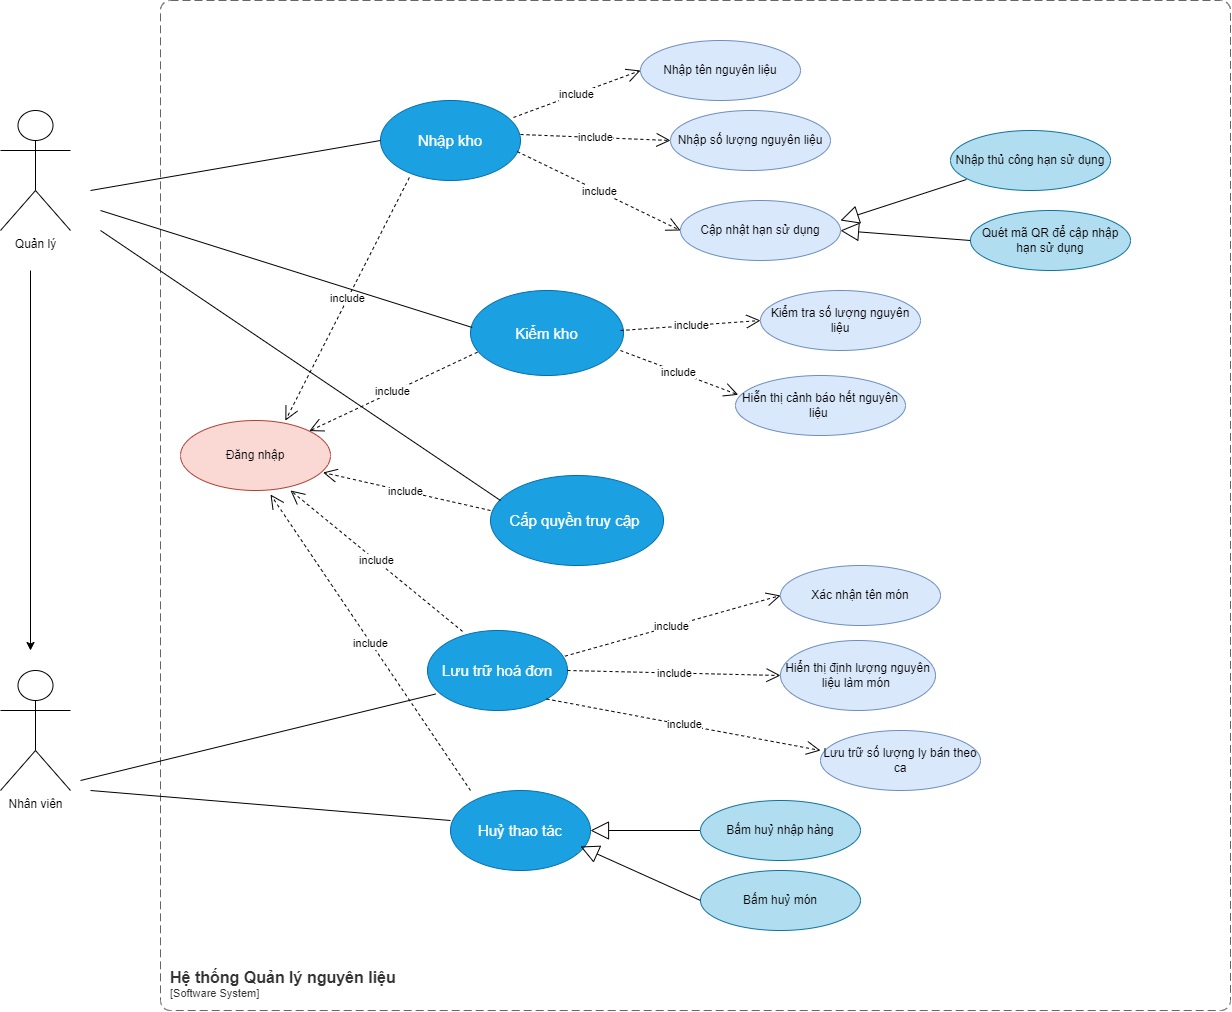 Nhập tên nguyên liệu
include
Nhập kho
include
Nhập số lượng nguyên liệu
Nhập thủ công hạn sử dụng
include
Cập nhật hạn sử dụng
Quét mã QR để cập nhập
hạn sử dụng
Quản lý
include
Kiểm kho
include
Kiểm tra số lượng nguyên
liệu
include
Hiển thị cảnh báo hết nguyên
liệu
include
Đăng nhập
include
Cấp quyền truy cập
include
Xác nhận tên món
include
include
Lưu trữ hoá đơn
include
Hiển thị định lượng nguyên
liệu làm món
include
Lưu trữ số lượng ly bán theo
ca
Nhân viên
Huỷ thao tác
Bấm huỷ nhập hàng
Bấm huỷ món
Hệ thống Quản lý nguyên liệu
[Software System]